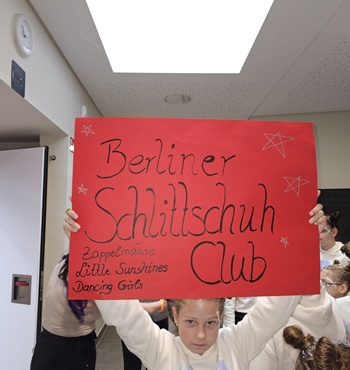 Berliner
Schlittschuh
Club
Zappelmäuse
Little Sunshines
Dancing Girls